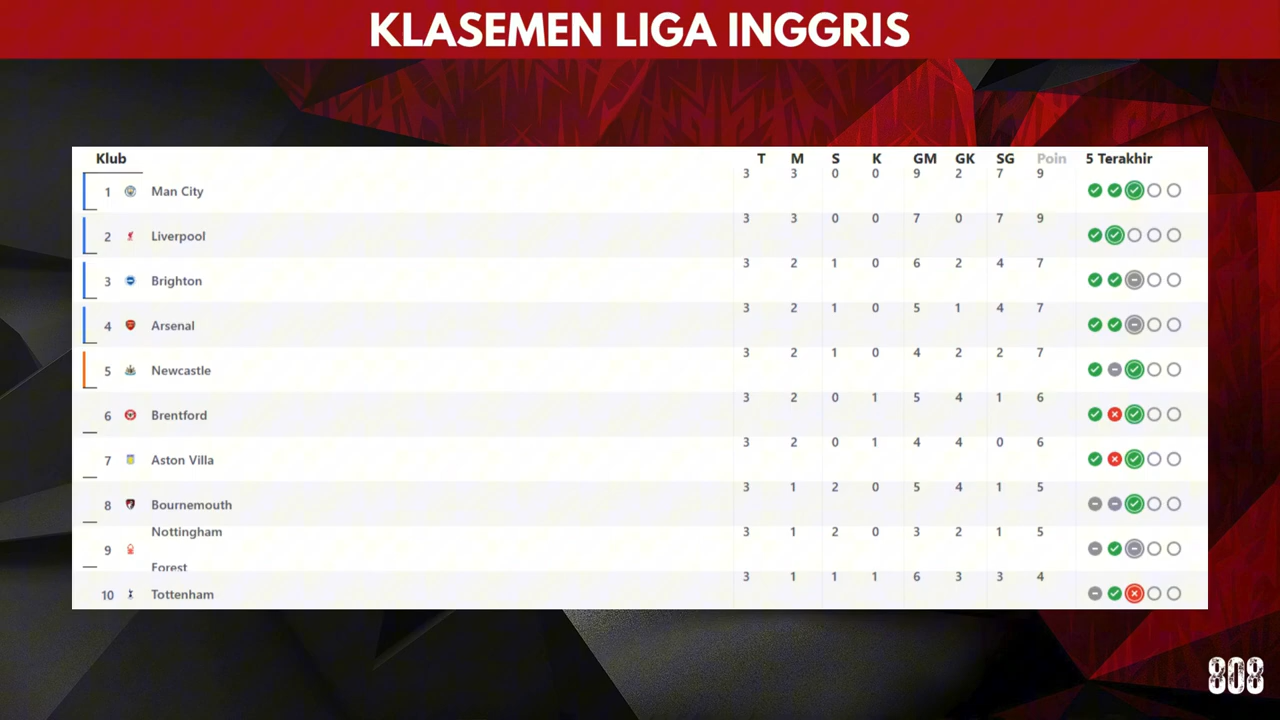 KLASEMEN LIGA INGGRIS
Klub T M S K GM GK SG Poin 5 Terakhir
1 Man City 3 3 0 0 9 2 7 9
2 Liverpool 3 3 0 0 7 0 7 9
3 Brighton 3 2 1 0 6 2 4 7
4 Arsenal 3 2 1 0 5 1 4 7
5 Newcastle 3 2 1 0 4 2 2 7
6 Brentford 3 2 0 1 5 4 1 6
7 Aston Villa 3 2 0 1 4 4 0 6
8 Bournemouth 3 1 2 0 5 4 1 5
9 Nottingham Forest 3 1 2 0 3 2 1 5
10 Tottenham 3 1 1 1 6 3 3 4
808